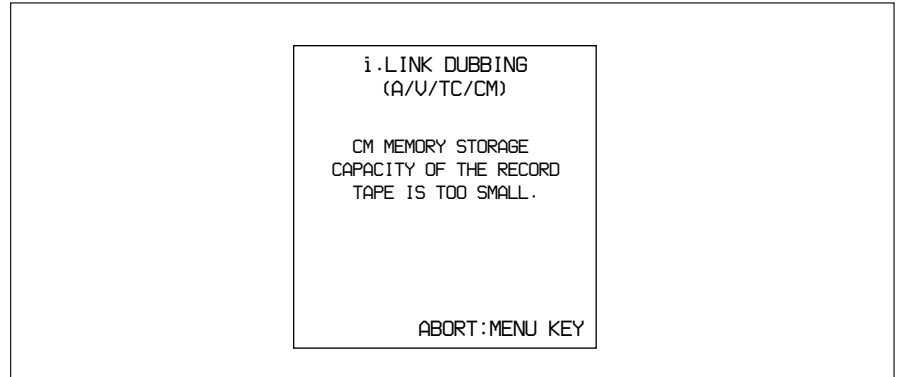 i.LINK DUBBING
(A/V/TC/CM)
CM MEMORY STORAGE
CAPACITY OF THE RECORD
TAPE IS TOO SMALL.
ABORT:MENU KEY